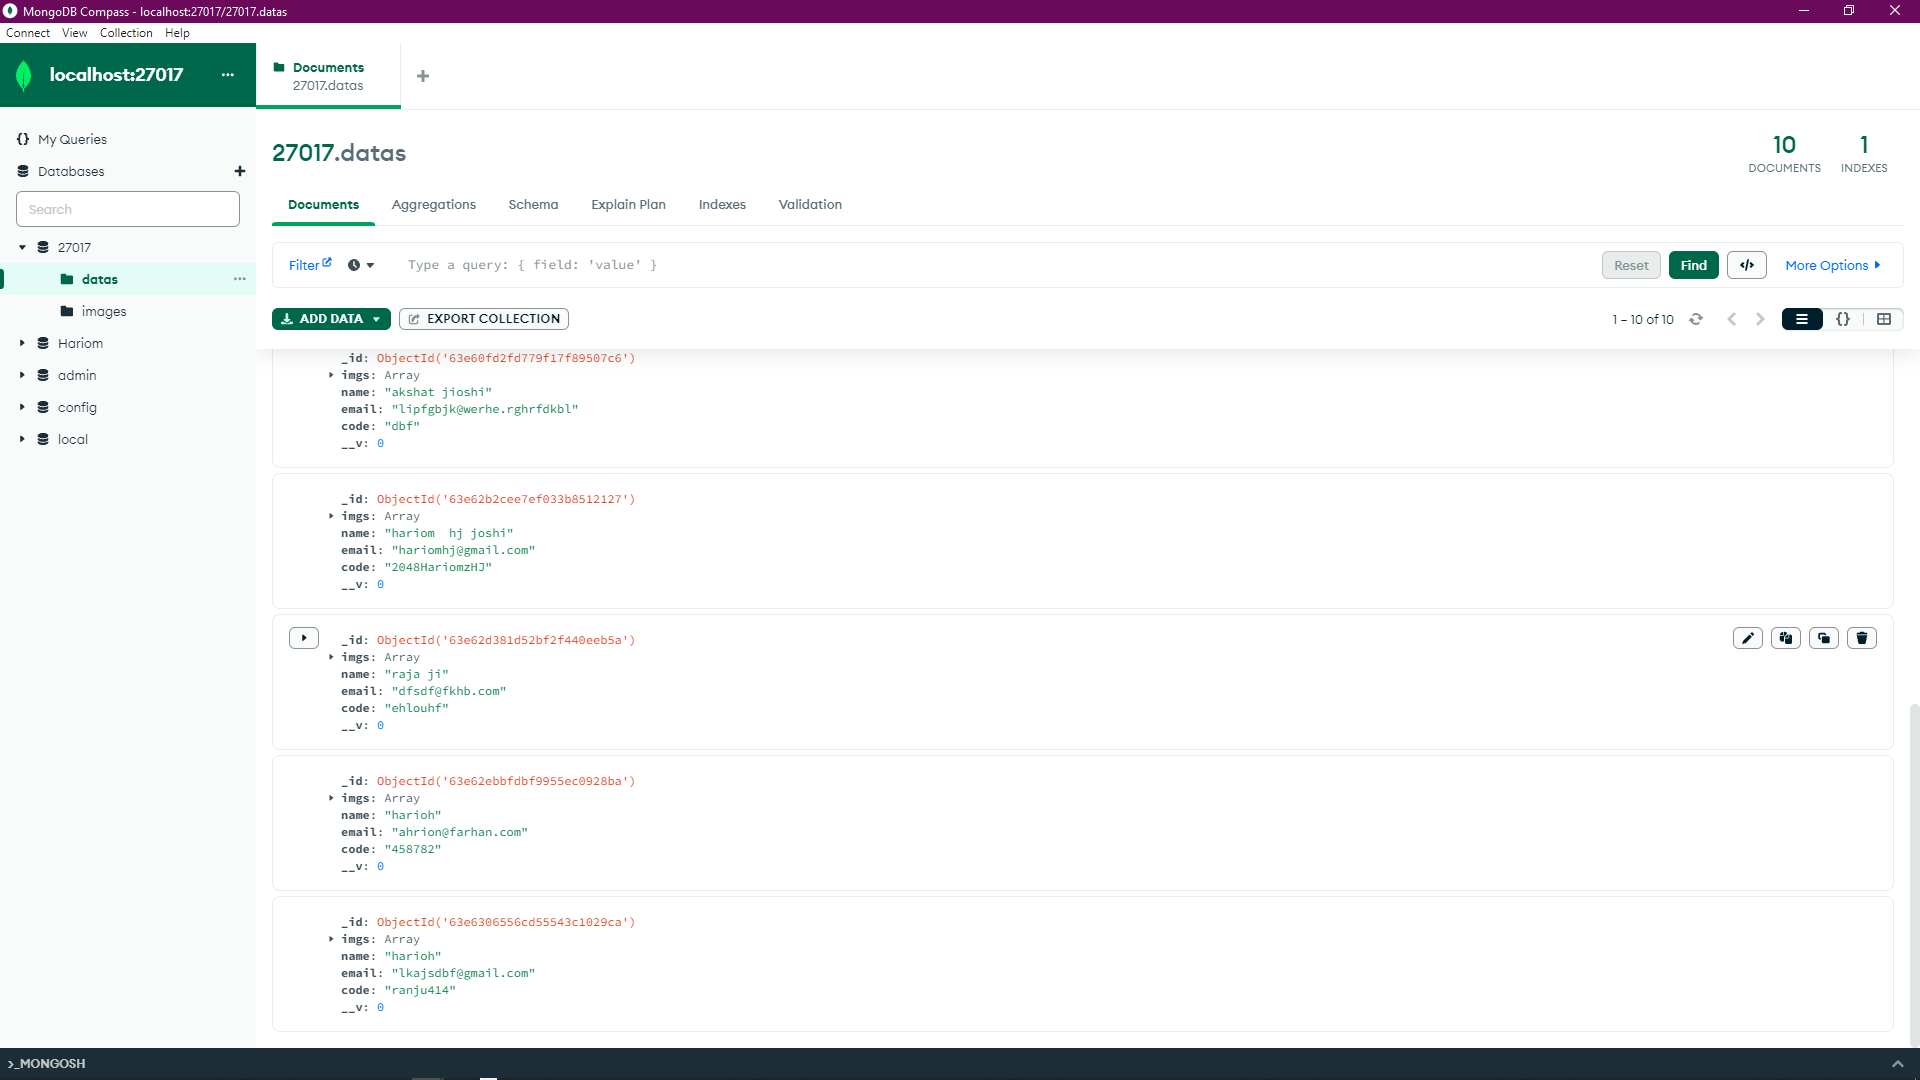 MongoDB Compass - localhost:27017/27017.datas
Connect View Collection Help
localhost:27017 ...
Documents
27017.datas
{} My Queries
Databases
Search
27017
datas
images
Hariom
admin
config
local
27017.datas
10 DOCUMENTS
1 INDEXES
Documents Aggregations Schema Explain Plan Indexes Validation
Filter Type a query: { field: 'value' } Reset Find </> More Options
ADD DATA EXPORT COLLECTION 1 – 10 of 10 {}
_id: ObjectId('63e60fd2fd779f17f89507c6')
imgs: Array
name: "akshat jioshi"
email: "lipfgbjk@werhe.rghrfdkbl"
code: "dbf"
__v: 0
_id: ObjectId('63e62b2cee7ef033b8512127')
imgs: Array
name: "hariom  hj joshi"
email: "hariomhj@gmail.com"
code: "2048HariomzHJ"
__v: 0
_id: ObjectId('63e62d381d52bf2f440eeb5a')
imgs: Array
name: "raja ji"
email: "dfsdf@fkhb.com"
code: "ehlouhf"
__v: 0
_id: ObjectId('63e62ebbfdbf9955ec0928ba')
imgs: Array
name: "harioh"
email: "ahrion@farhan.com"
code: "458782"
__v: 0
_id: ObjectId('63e6306556cd55543c1029ca')
imgs: Array
name: "harioh"
email: "lkajsdbf@gmail.com"
code: "ranju414"
__v: 0
>_MONGOSH